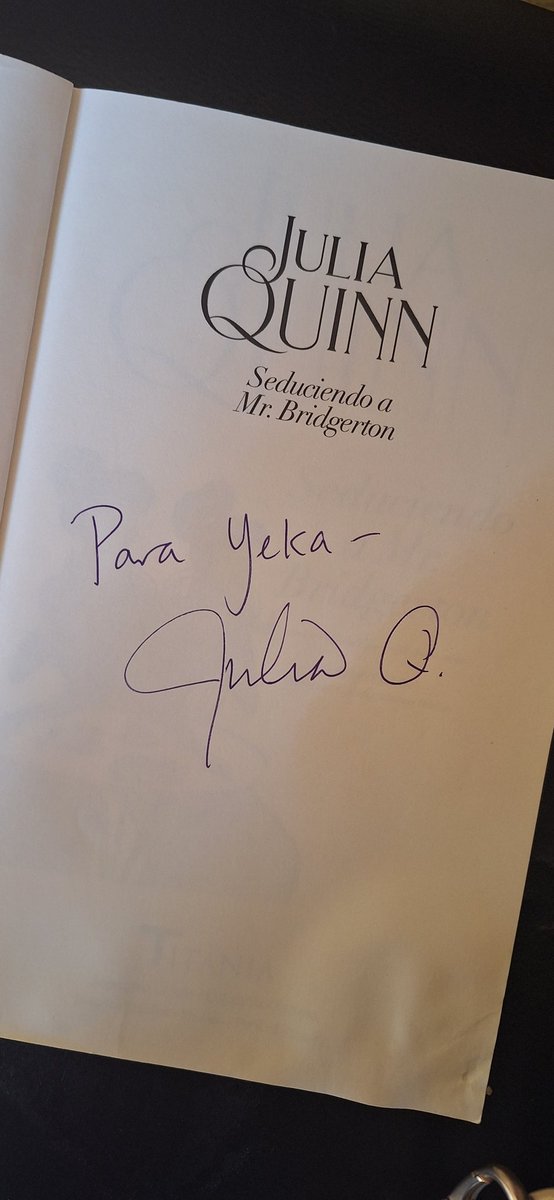 JULIA
QUINN
Seduciendo a
Mr. Bridgerton
Para Yeka –
Julia Q.